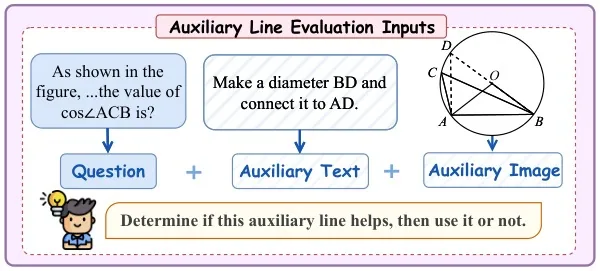 Auxiliary Line Evaluation Inputs
As shown in the
figure, ...the value of
cos∠ACB is?
Make a diameter BD and
connect it to AD.
D
C
O
A
B
Question + Auxiliary Text + Auxiliary Image
Determine if this auxiliary line helps, then use it or not.